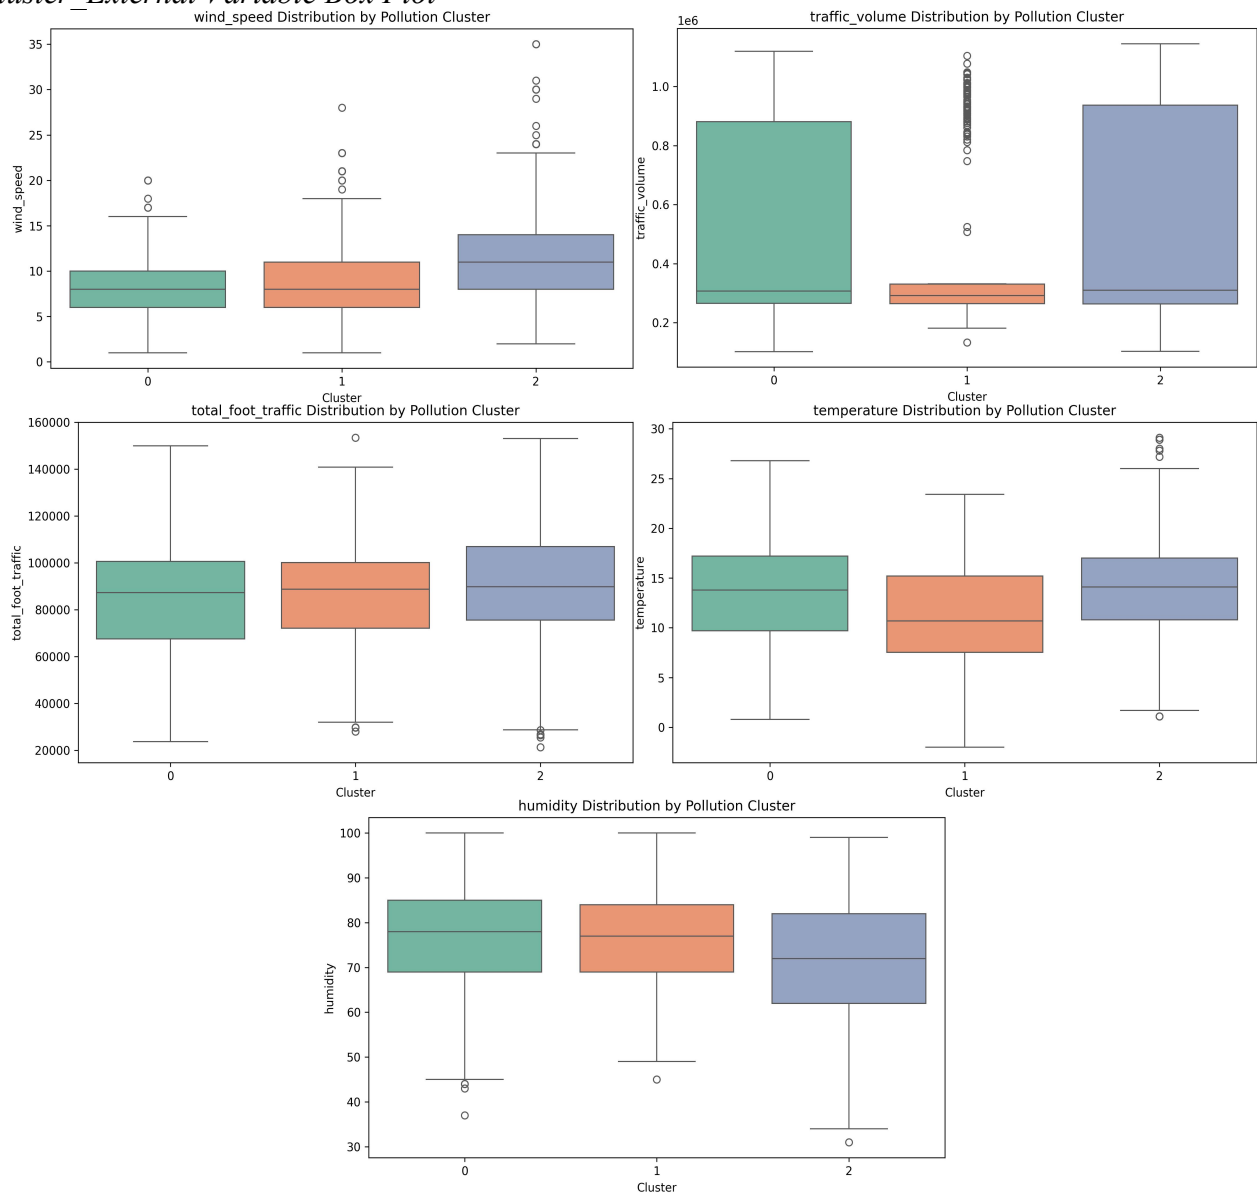 External Variable Box Plot
wind_speed Distribution by Pollution Cluster
35
30
25
20
15
10
5
0
wind_speed
0 1 2
Cluster
traffic_volume Distribution by Pollution Cluster
1e6
1.0
0.8
0.6
0.4
0.2
traffic_volume
0 1 2
Cluster
total_foot_traffic Distribution by Pollution Cluster
160000
140000
120000
100000
80000
60000
40000
20000
total_foot_traffic
0 1 2
Cluster
temperature Distribution by Pollution Cluster
30
25
20
15
10
5
0
temperature
0 1 2
Cluster
humidity Distribution by Pollution Cluster
100
90
80
70
60
50
40
30
humidity
0 1 2
Cluster